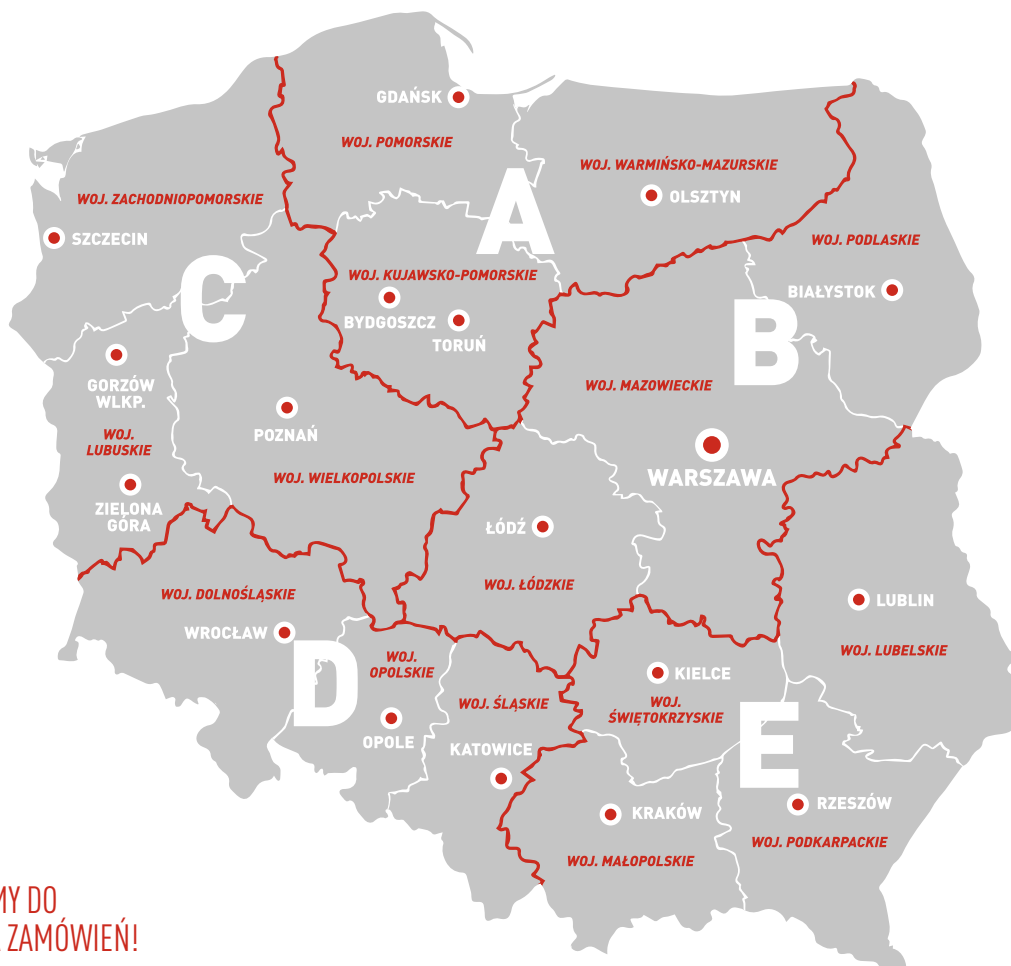 GDAŃSK
WOJ. POMORSKIE
WOJ. WARMIŃSKO-MAZURSKIE
OLSZTYN
A
WOJ. ZACHODNIOPOMORSKIE
SZCZECIN
WOJ. PODLASKIE
BIAŁYSTOK
WOJ. KUJAWSKO-POMORSKIE
BYDGOSZCZ
TORUŃ
C
B
GORZÓW
WLKP.
WOJ.
LUBUSKIE
ZIELONA
GÓRA
POZNAŃ
WOJ. WIELKOPOLSKIE
WOJ. MAZOWIECKIE
WARSZAWA
ŁÓDŹ
WOJ. ŁÓDZKIE
WOJ. DOLNOŚLĄSKIE
WROCŁAW
D
WOJ.
OPOLSKIE
OPOLE
WOJ. ŚLĄSKIE
KATOWICE
KIELCE
WOJ.
ŚWIĘTOKRZYSKIE
LUBLIN
WOJ. LUBELSKIE
E
KRAKÓW
WOJ. MAŁOPOLSKIE
RZESZÓW
WOJ. PODKARPACKIE
MY DO
ZAMÓWIEŃ!